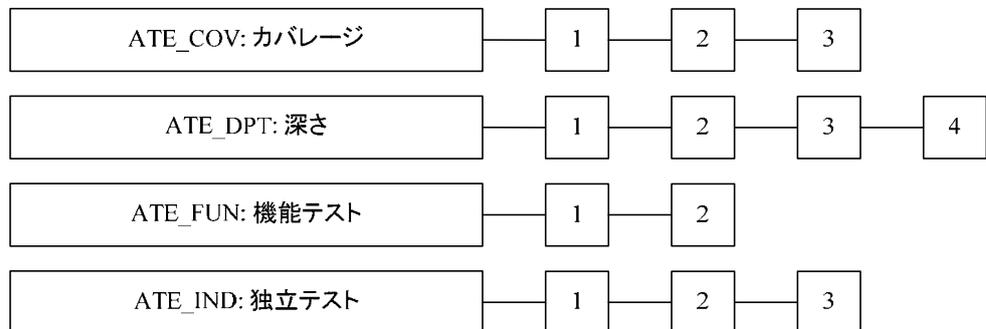 ATE_COV: カバレージ 1 2 3
ATE_DPT: 深さ 1 2 3 4
ATE_FUN: 機能テスト 1 2
ATE_IND: 独立テスト 1 2 3